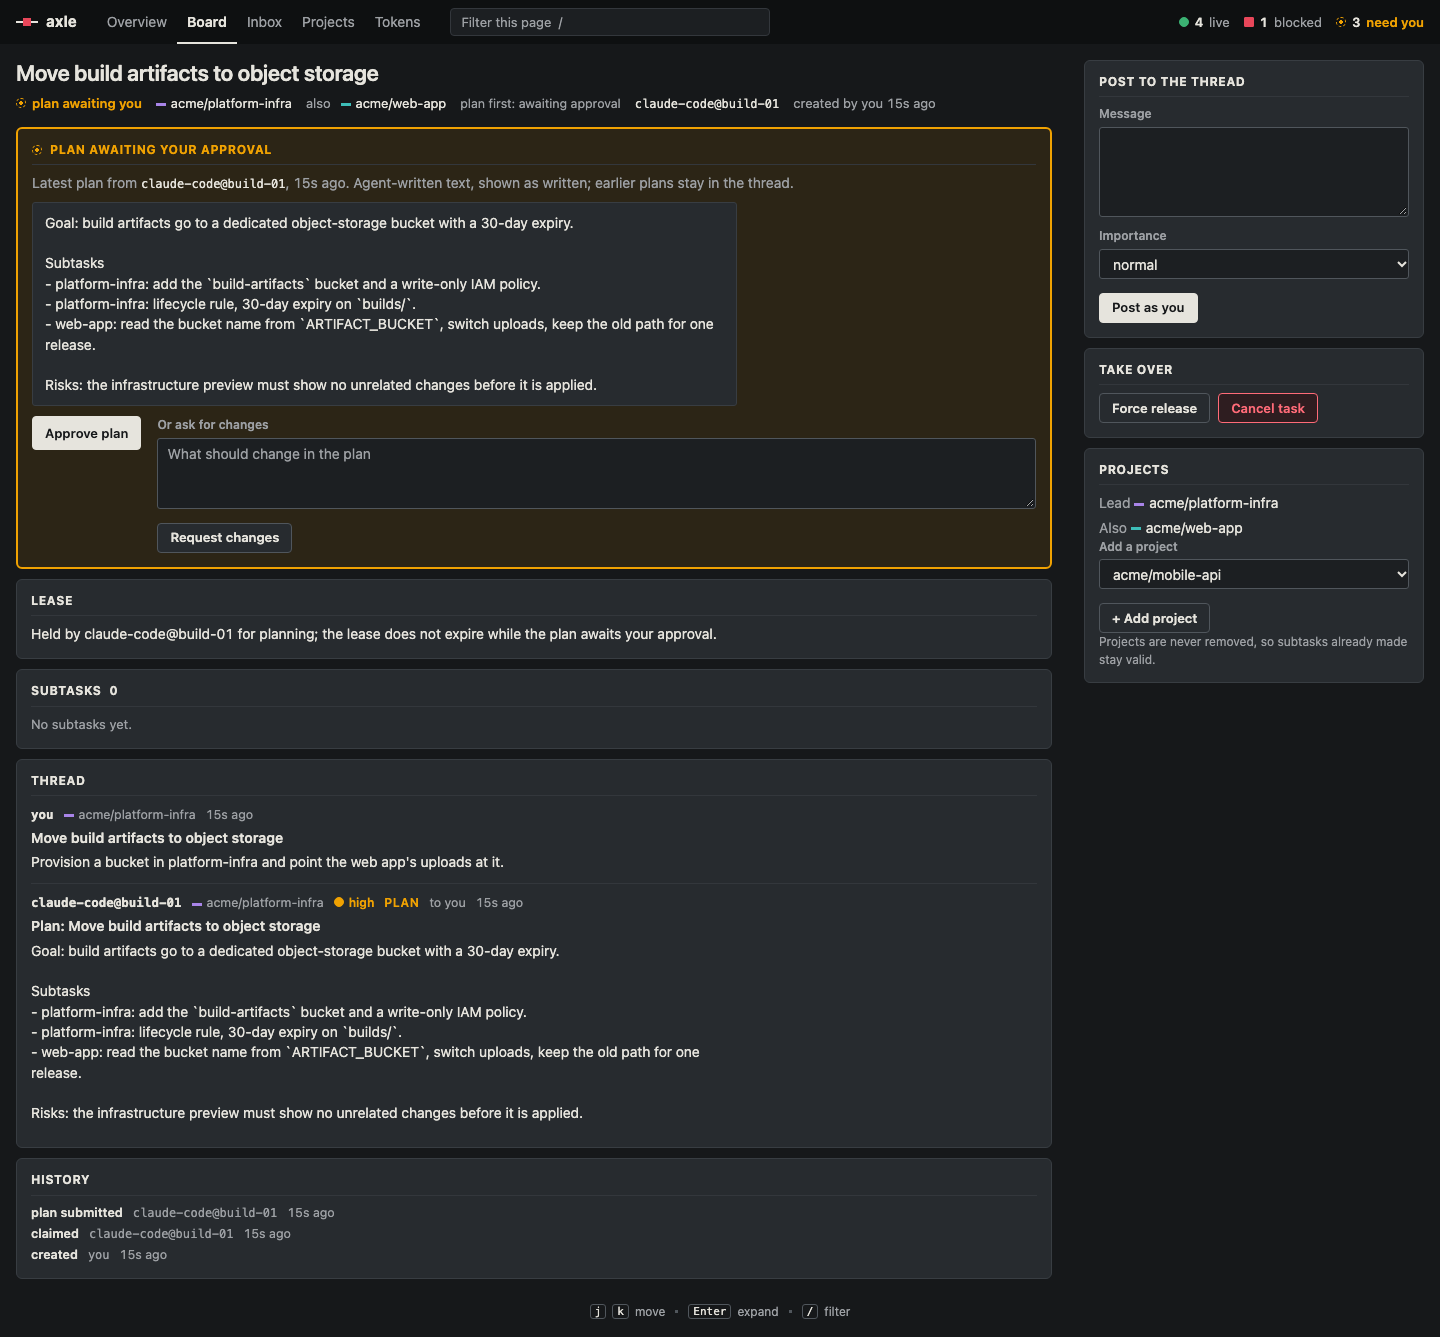 axle Overview Board Inbox Projects Tokens Filter this page / 4 live 1 blocked 3 need you
Move build artifacts to object storage
plan awaiting you acme/platform-infra also acme/web-app plan first: awaiting approval claude-code@build-01 created by you 15s ago
PLAN AWAITING YOUR APPROVAL
Latest plan from claude-code@build-01, 15s ago. Agent-written text, shown as written; earlier plans stay in the thread.
Goal: build artifacts go to a dedicated object-storage bucket with a 30-day expiry.
Subtasks
- platform-infra: add the `build-artifacts` bucket and a write-only IAM policy.
- platform-infra: lifecycle rule, 30-day expiry on `builds/`.
- web-app: read the bucket name from `ARTIFACT_BUCKET`, switch uploads, keep the old path for one
release.
Risks: the infrastructure preview must show no unrelated changes before it is applied.
Approve plan
Or ask for changes
What should change in the plan
Request changes
LEASE
Held by claude-code@build-01 for planning; the lease does not expire while the plan awaits your approval.
SUBTASKS 0
No subtasks yet.
THREAD
you acme/platform-infra 15s ago
Move build artifacts to object storage
Provision a bucket in platform-infra and point the web app's uploads at it.
claude-code@build-01 acme/platform-infra high PLAN to you 15s ago
Plan: Move build artifacts to object storage
Goal: build artifacts go to a dedicated object-storage bucket with a 30-day expiry.
Subtasks
- platform-infra: add the `build-artifacts` bucket and a write-only IAM policy.
- platform-infra: lifecycle rule, 30-day expiry on `builds/`.
- web-app: read the bucket name from `ARTIFACT_BUCKET`, switch uploads, keep the old path for one
release.
Risks: the infrastructure preview must show no unrelated changes before it is applied.
HISTORY
plan submitted claude-code@build-01 15s ago
claimed claude-code@build-01 15s ago
created you 15s ago
POST TO THE THREAD
Message
Importance
normal
Post as you
TAKE OVER
Force release Cancel task
PROJECTS
Lead acme/platform-infra
Also acme/web-app
Add a project
acme/mobile-api
+ Add project
Projects are never removed, so subtasks already made
stay valid.
j k move · Enter expand · / filter